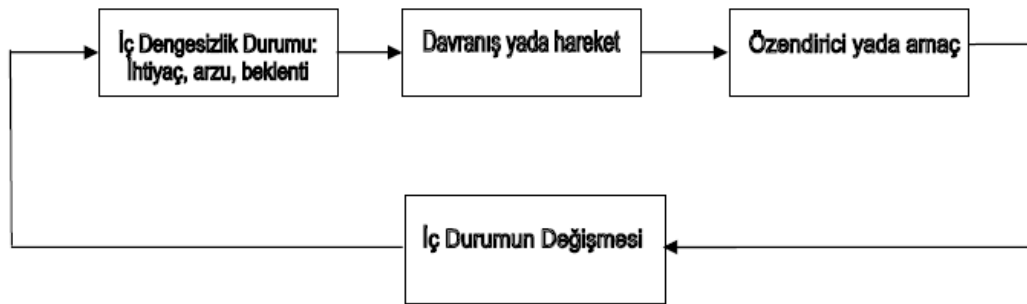 İç Dengesizlik Durumu:
İhtiyaç, arzu, beklenti
Davranış yada hareket
Özendirici yada amaç
İç Durumun Değişmesi